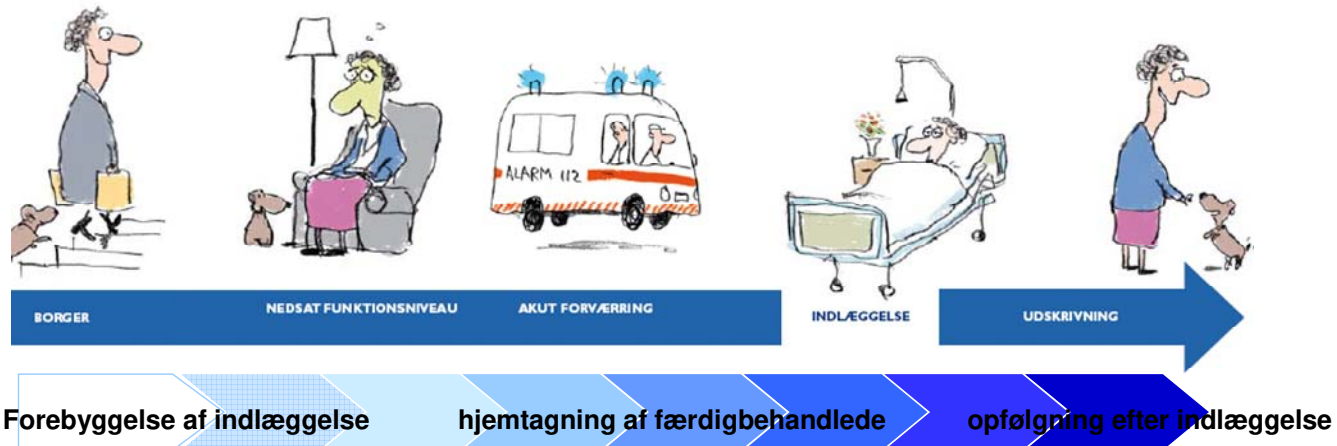 ALARM 112
BORGER
NEDSAT FUNKTIONSNIVEAU
AKUT FORVÆRRING
INDLÆGGELSE
UDSKRIVNING
Forebyggelse af indlæggelse
hjemtagning af færdigbehandlede
opfølgning efter indlæggelse